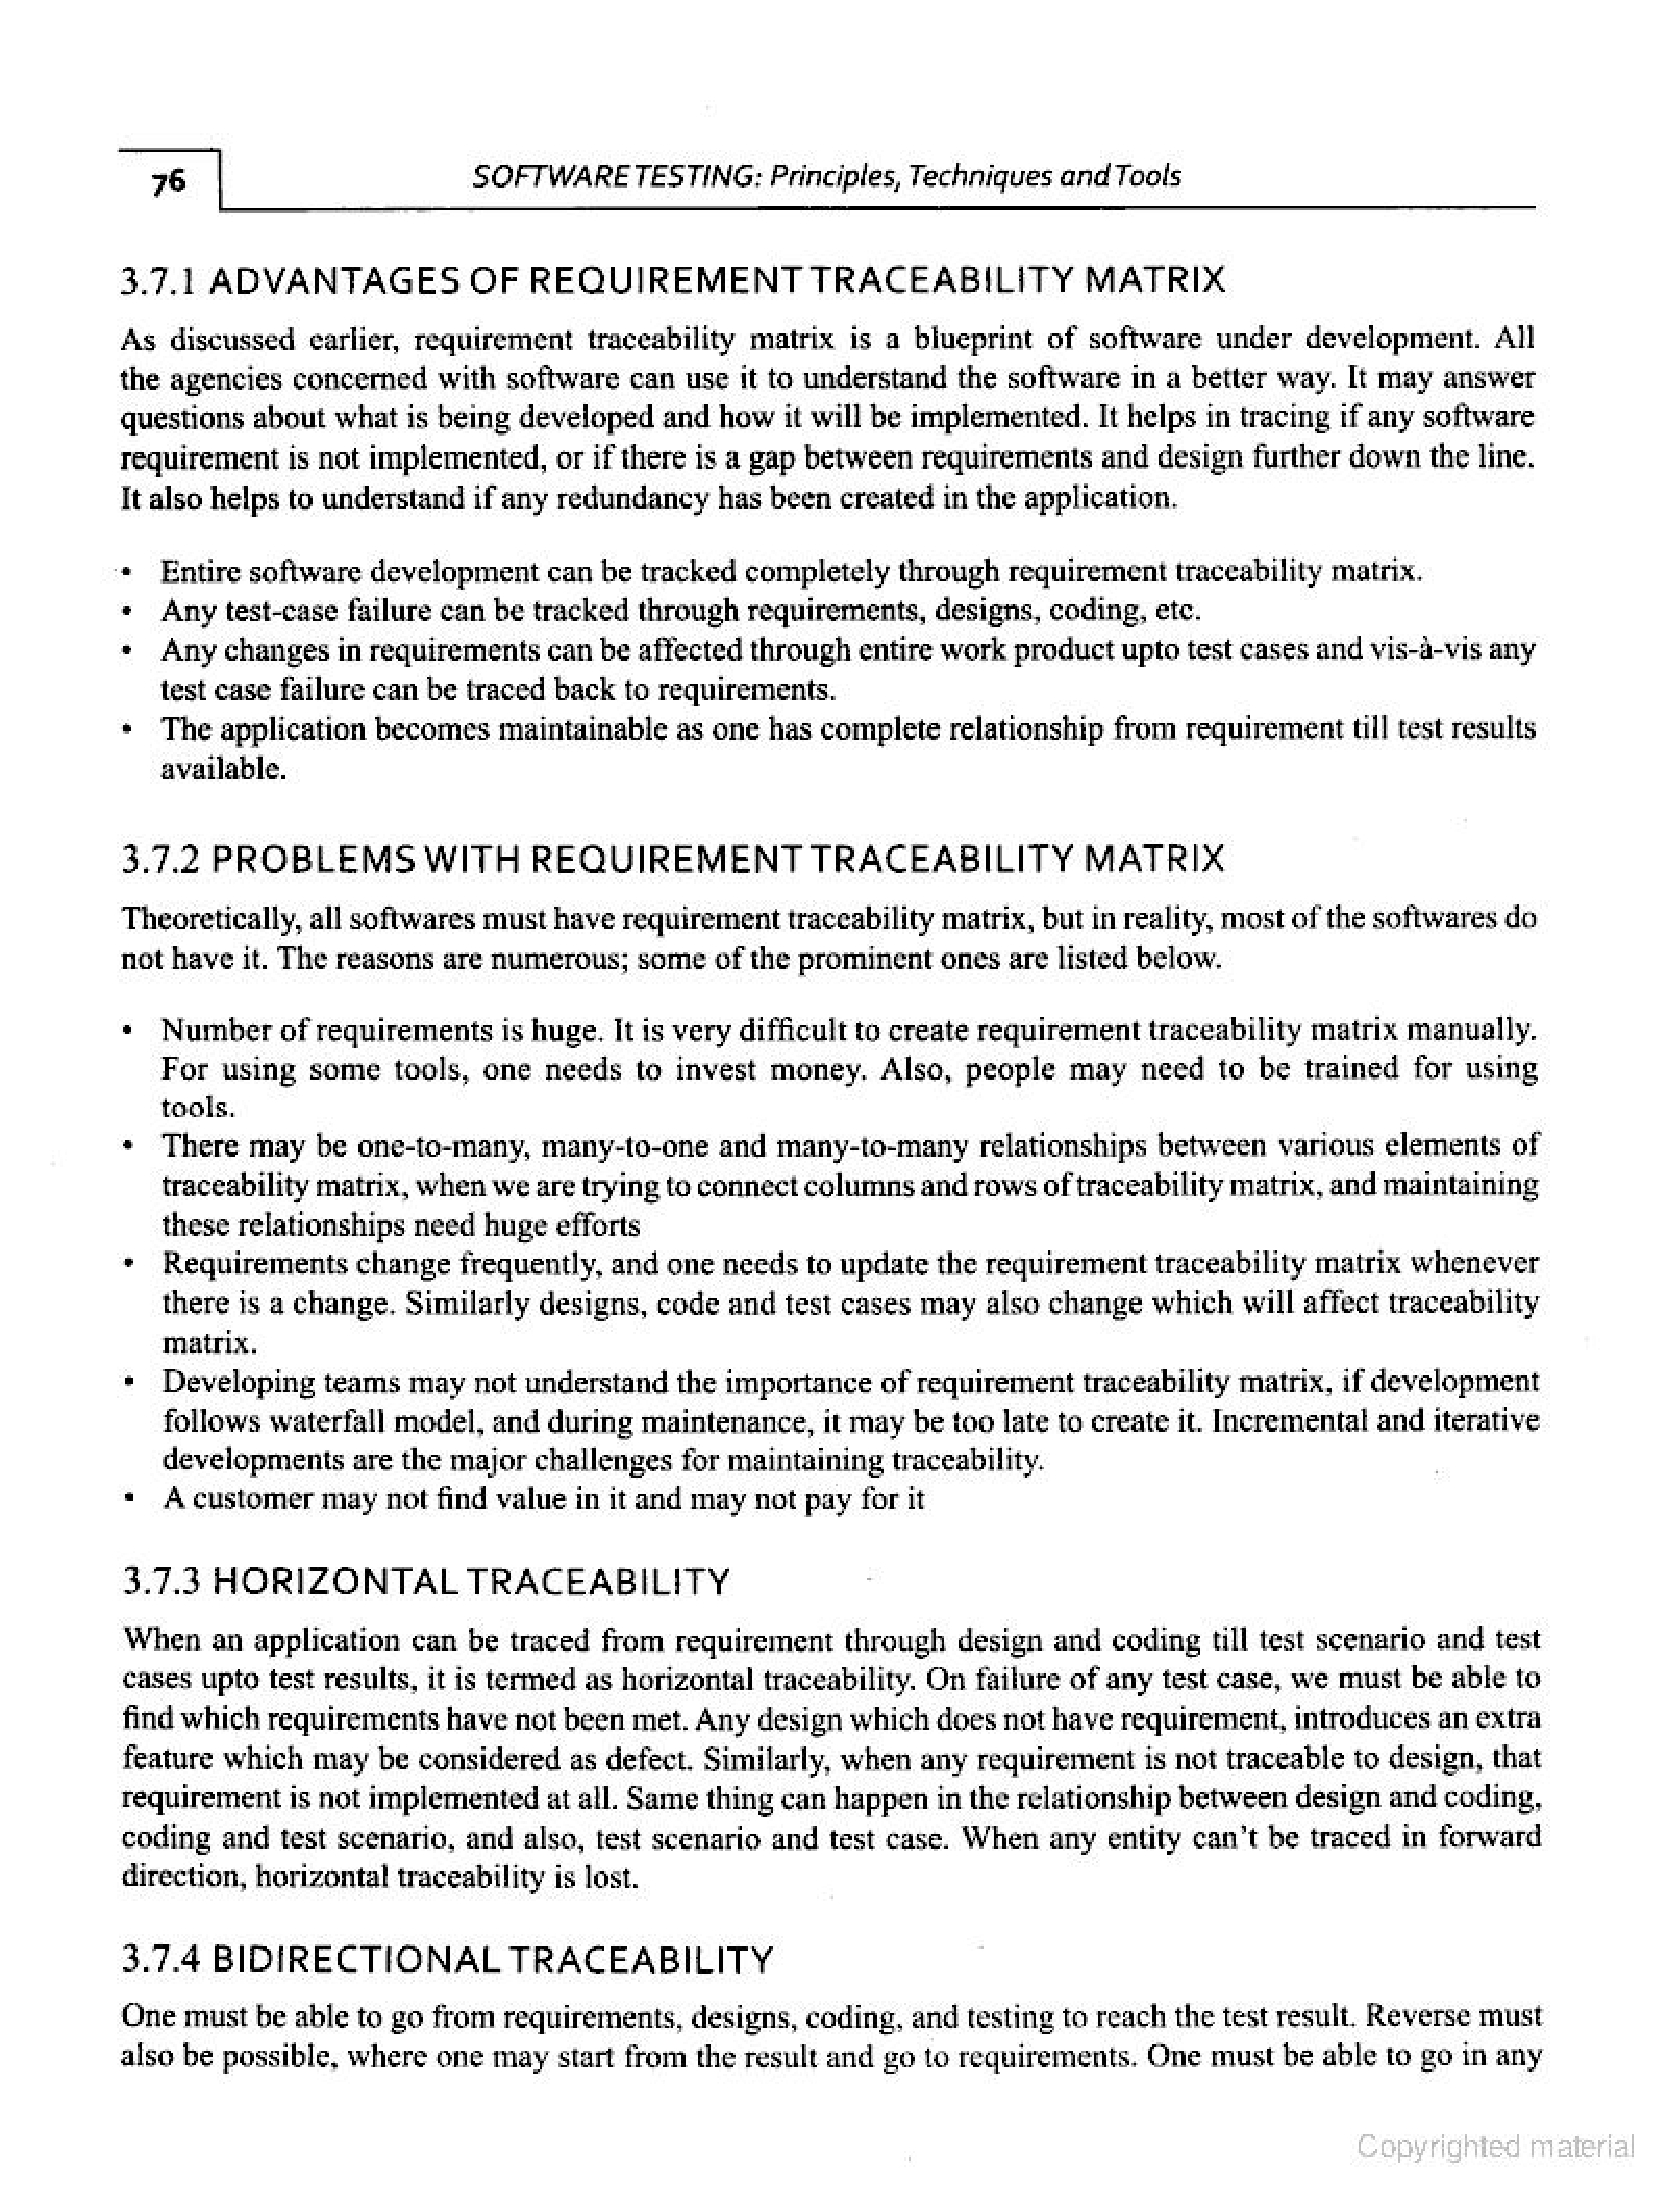 76
SOFTWARE TESTING: Principles, Techniques and Tools
3.7.1 ADVANTAGES OF REQUIREMENT TRACEABILITY MATRIX
As discussed earlier, requirement traceability matrix is a blueprint of software under development. All
the agencies concerned with software can use it to understand the software in a better way. It may answer
questions about what is being developed and how it will be implemented. It helps in tracing if any software
requirement is not implemented, or if there is a gap between requirements and design further down the line.
It also helps to understand if any redundancy has been created in the application.
• Entire software development can be tracked completely through requirement traceability matrix.
• Any test-case failure can be tracked through requirements, designs, coding, etc.
• Any changes in requirements can be affected through entire work product upto test cases and vis-à-vis any
test case failure can be traced back to requirements.
• The application becomes maintainable as one has complete relationship from requirement till test results
available.
3.7.2 PROBLEMS WITH REQUIREMENT TRACEABILITY MATRIX
Theoretically, all softwares must have requirement traceability matrix, but in reality, most of the softwares do
not have it. The reasons are numerous; some of the prominent ones are listed below.
• Number of requirements is huge. It is very difficult to create requirement traceability matrix manually.
For using some tools, one needs to invest money. Also, people may need to be trained for using
tools.
• There may be one-to-many, many-to-one and many-to-many relationships between various elements of
traceability matrix, when we are trying to connect columns and rows of traceability matrix, and maintaining
these relationships need huge efforts
• Requirements change frequently, and one needs to update the requirement traceability matrix whenever
there is a change. Similarly designs, code and test cases may also change which will affect traceability
matrix.
• Developing teams may not understand the importance of requirement traceability matrix, if development
follows waterfall model, and during maintenance, it may be too late to create it. Incremental and iterative
developments are the major challenges for maintaining traceability.
• A customer may not find value in it and may not pay for it
3.7.3 HORIZONTAL TRACEABILITY
When an application can be traced from requirement through design and coding till test scenario and test
cases upto test results, it is termed as horizontal traceability. On failure of any test case, we must be able to
find which requirements have not been met. Any design which does not have requirement, introduces an extra
feature which may be considered as defect. Similarly, when any requirement is not traceable to design, that
requirement is not implemented at all. Same thing can happen in the relationship between design and coding,
coding and test scenario, and also, test scenario and test case. When any entity can't be traced in forward
direction, horizontal traceability is lost.
3.7.4 BIDIRECTIONAL TRACEABILITY
One must be able to go from requirements, designs, coding, and testing to reach the test result. Reverse must
also be possible, where one may start from the result and go to requirements. One must be able to go in any
Copyrighted material